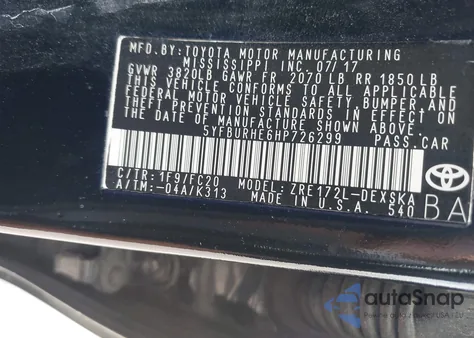 MFD.BY: TOYOTA MOTOR MANUFACTURING
MISSISSIPPI INC. 07/17
GVWR 3820LB GAWR FR 2070 LB RR 1850 LB
THIS VEHICLE CONFORMS TO ALL APPLICABLE
FEDERAL MOTOR VEHICLE SAFETY, BUMPER, AND
THEFT PREVENTION STANDARDS IN EFFECT ON
THE DATE OF MANUFACTURE SHOWN ABOVE.
5YFBURHE6HP726299 PASS.CAR
C/TR: 1F9/FC20 MODEL: ZRE172L-DEXSKA
A/TM: -04A/K313 MADE IN U.S.A. 540
TOYOTA
BA
autoSnap